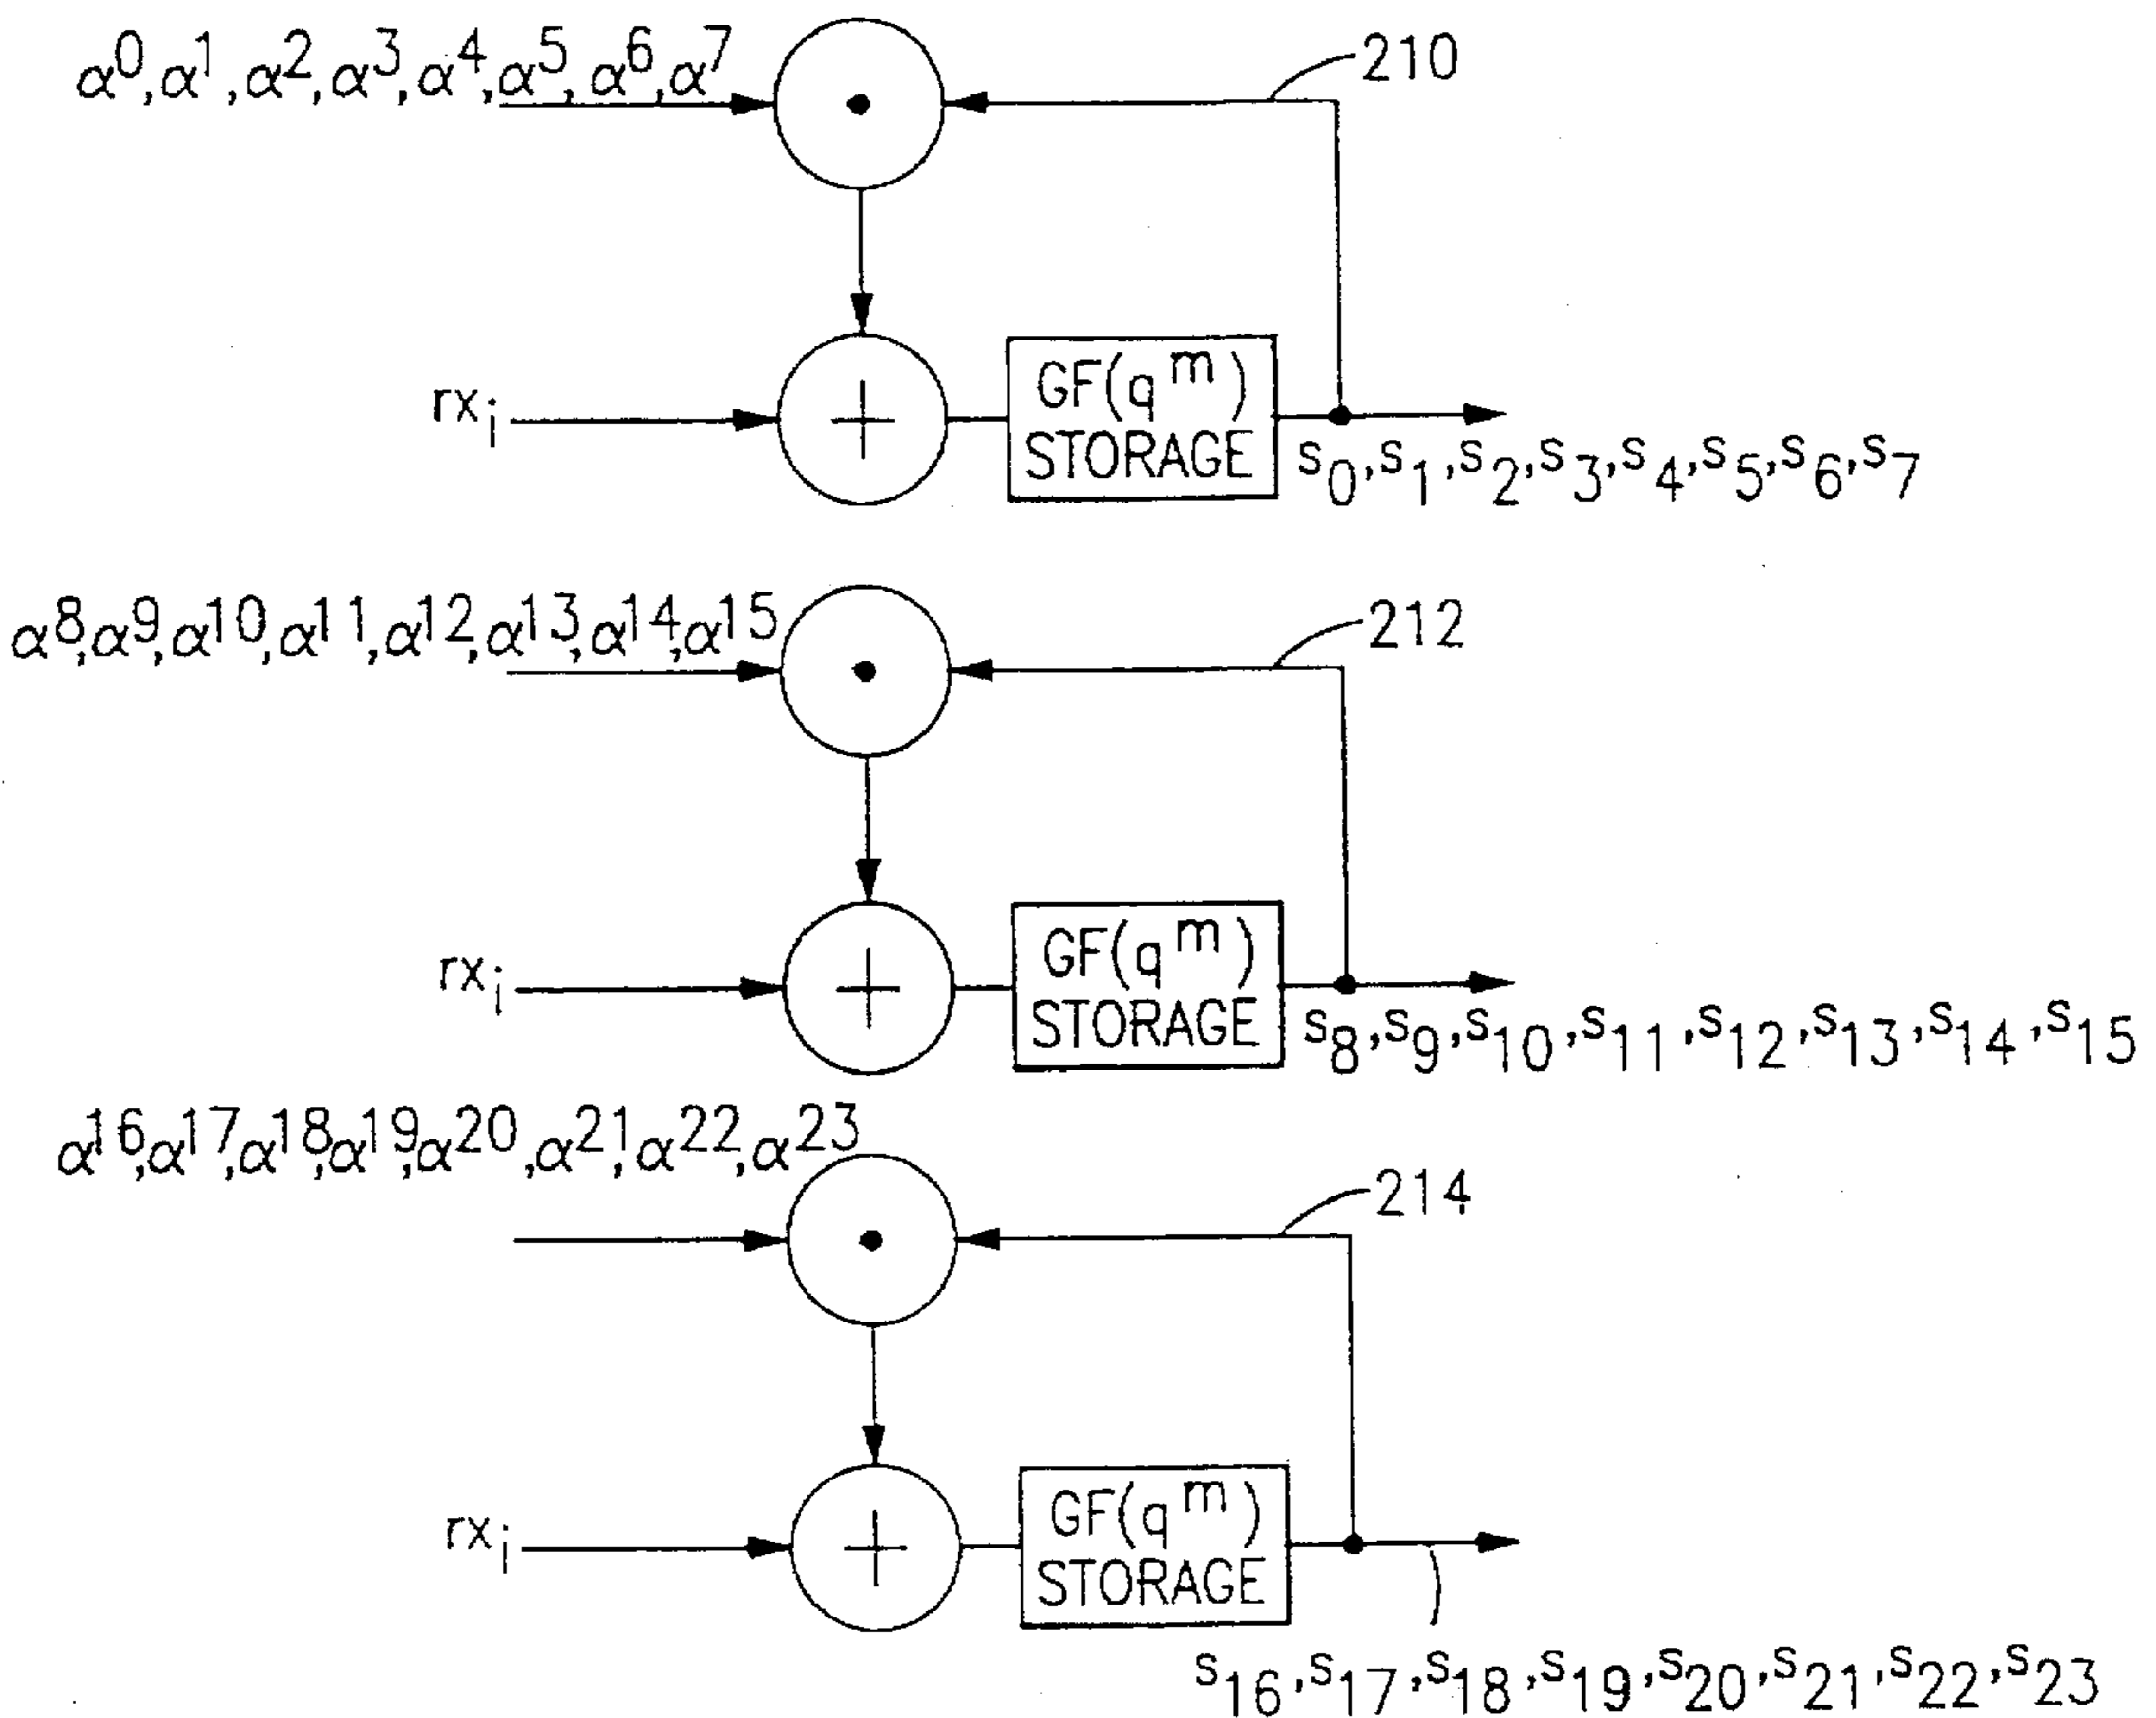 α⁰,α¹,α²,α³,α⁴,α⁵,α⁶,α⁷
210
rxᵢ
GF(qᵐ)
STORAGE
s₀,s₁,s₂,s₃,s₄,s₅,s₆,s₇
α⁸,α⁹,α¹⁰,α¹¹,α¹²,α¹³,α¹⁴,α¹⁵
212
rxᵢ
GF(qᵐ)
STORAGE
s₈,s₉,s₁₀,s₁₁,s₁₂,s₁₃,s₁₄,s₁₅
α¹⁶,α¹⁷,α¹⁸,α¹⁹,α²⁰,α²¹,α²²,α²³
214
rxᵢ
GF(qᵐ)
STORAGE
s₁₆,s₁₇,s₁₈,s₁₉,s₂₀,s₂₁,s₂₂,s₂₃